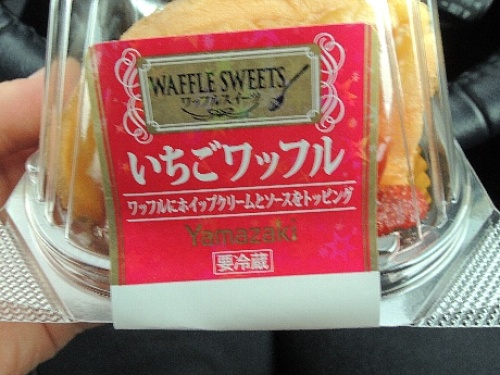 WAFFLE SWEETS
ワッフルスイーツ
いちごワッフル
ワッフルにホイップクリームとソースをトッピング
Yamazaki
要冷蔵